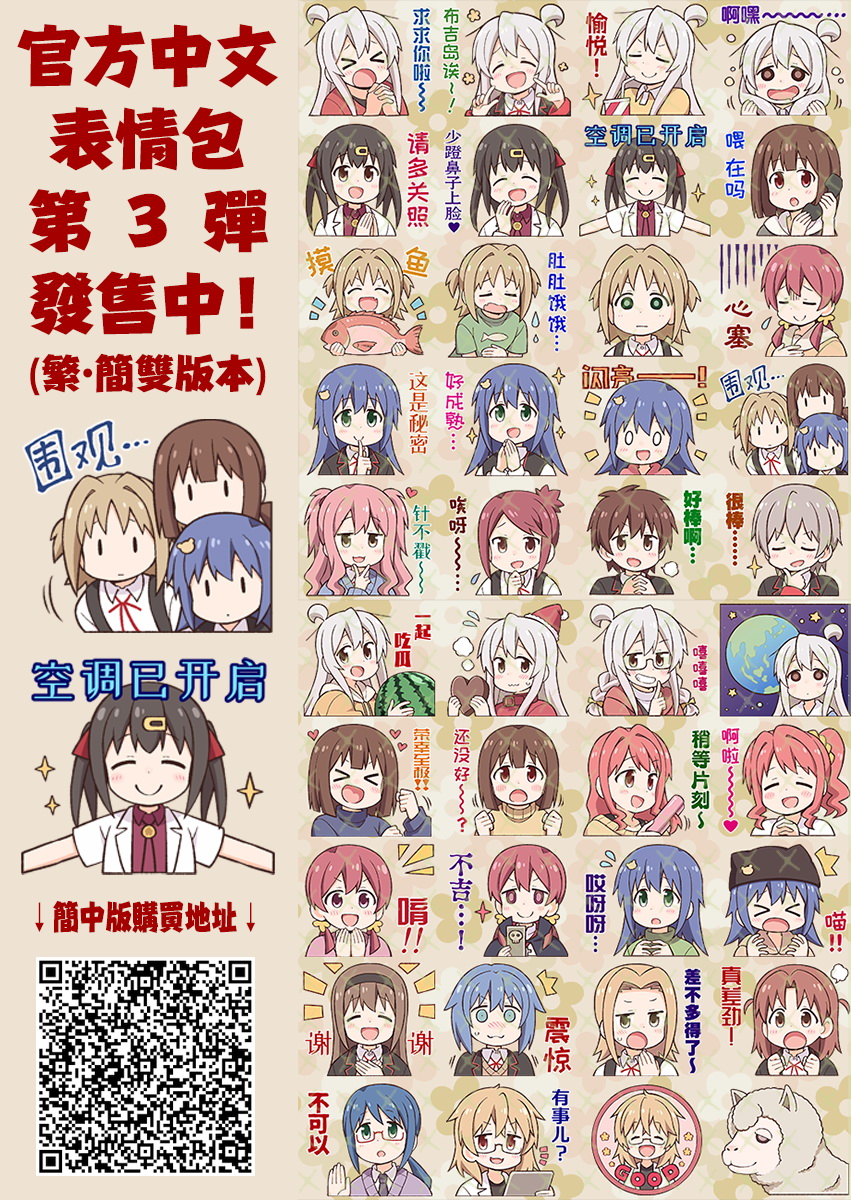 官方中文
表情包
第 3 彈
發售中!
(繁·簡雙版本)
围观…
空调已开启
↓簡中版購買地址↓
求求你啦~~
布吉岛诶~!
愉悦!
啊嘿~~~~…
请多关照
少蹬鼻子上脸♥
空调已开启
喂在吗
摸鱼
肚肚饿饿…
心塞
这是秘密
好成熟…
闪亮——!
围观…
针不戳~~
唉呀~~~…
好棒啊…
很棒……
一起
吃瓜
嘻嘻嘻
荣幸至极!!
还没好~~?
稍等片刻~
啊啦~~~~♥
唷!!
不吉…!
哎呀呀…
喵!!
谢谢
震惊
差不多得了~
真差劲!
不可以
有事儿?
GOOD